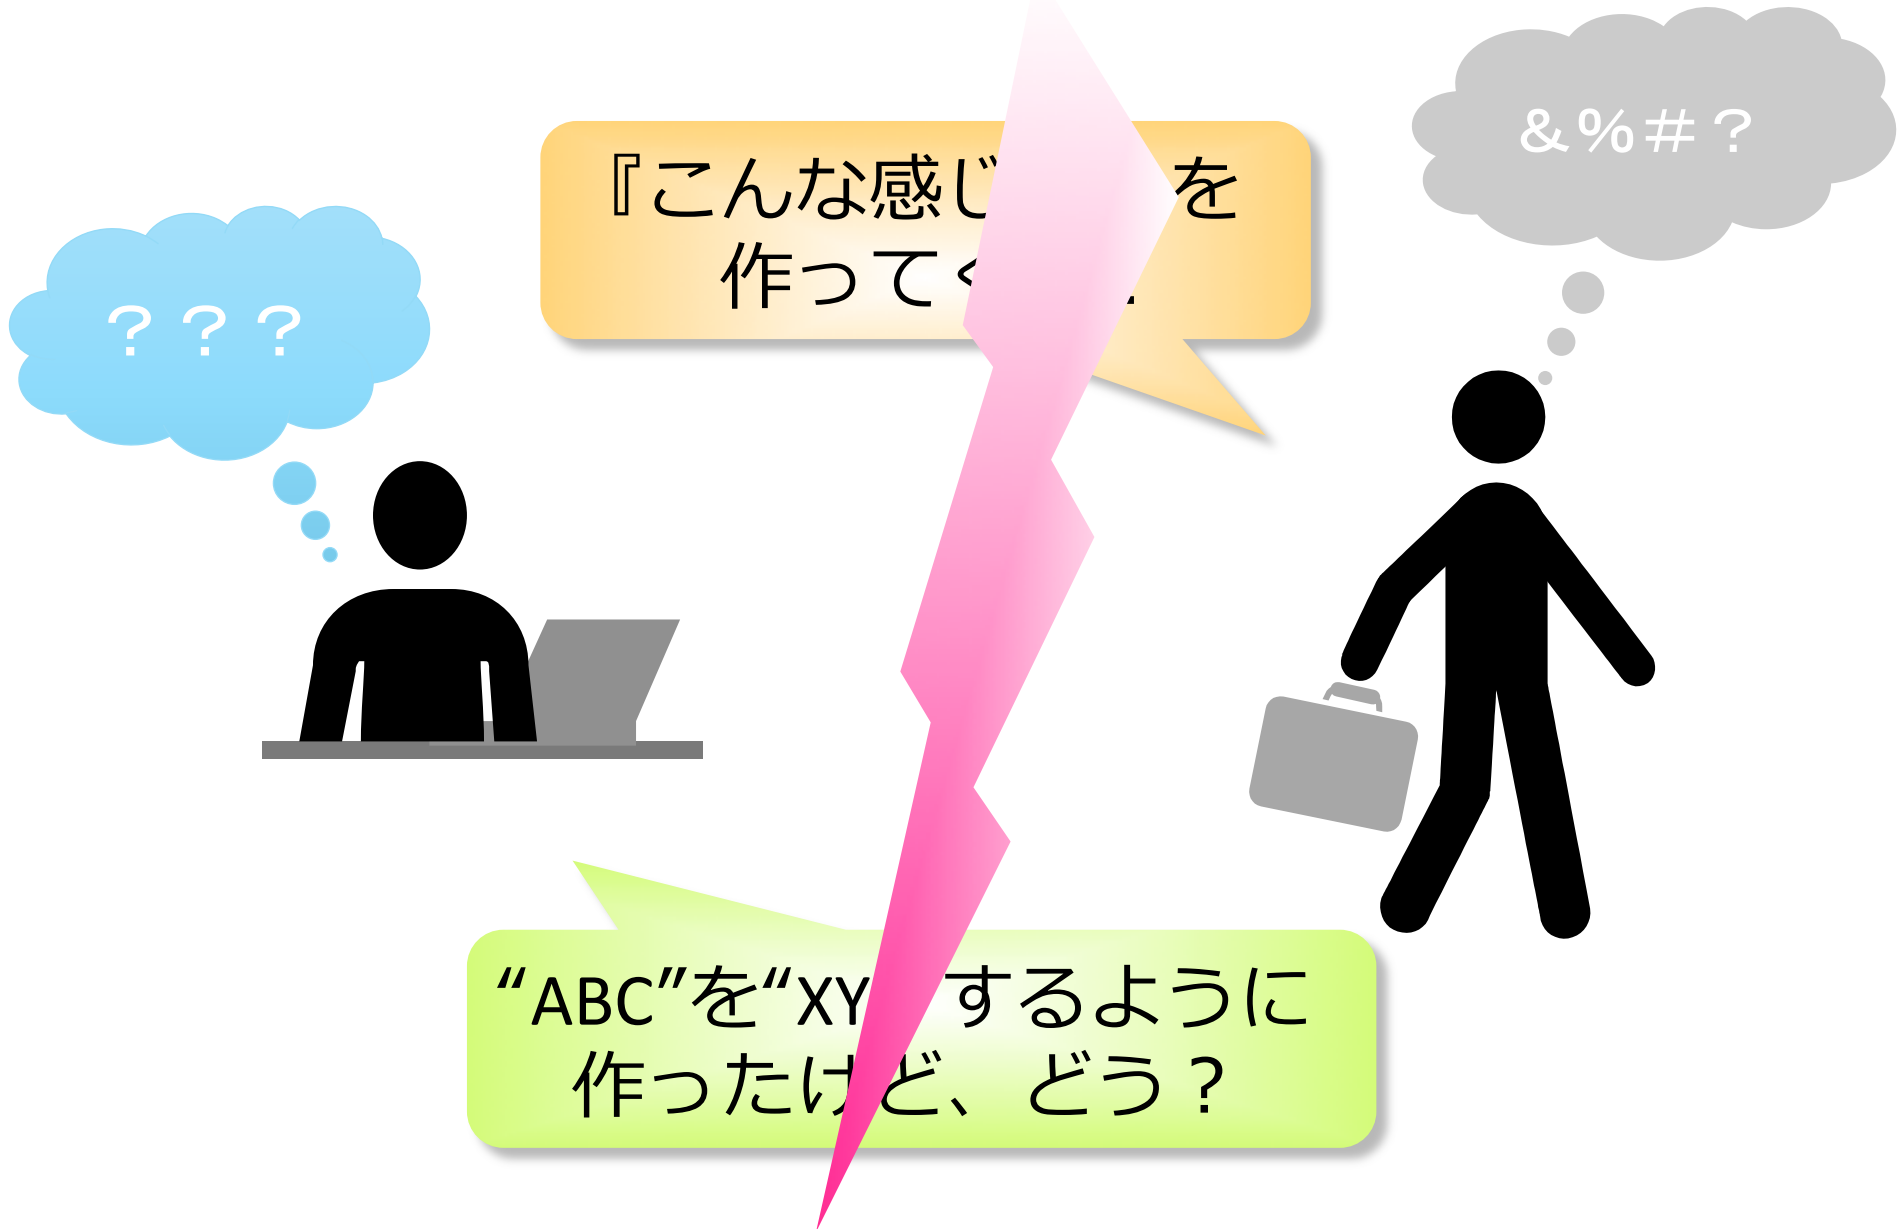 ？？？
『こんな感じ を
作って
＆％＃？
“ABC”を“XY するように
作ったけど、どう？